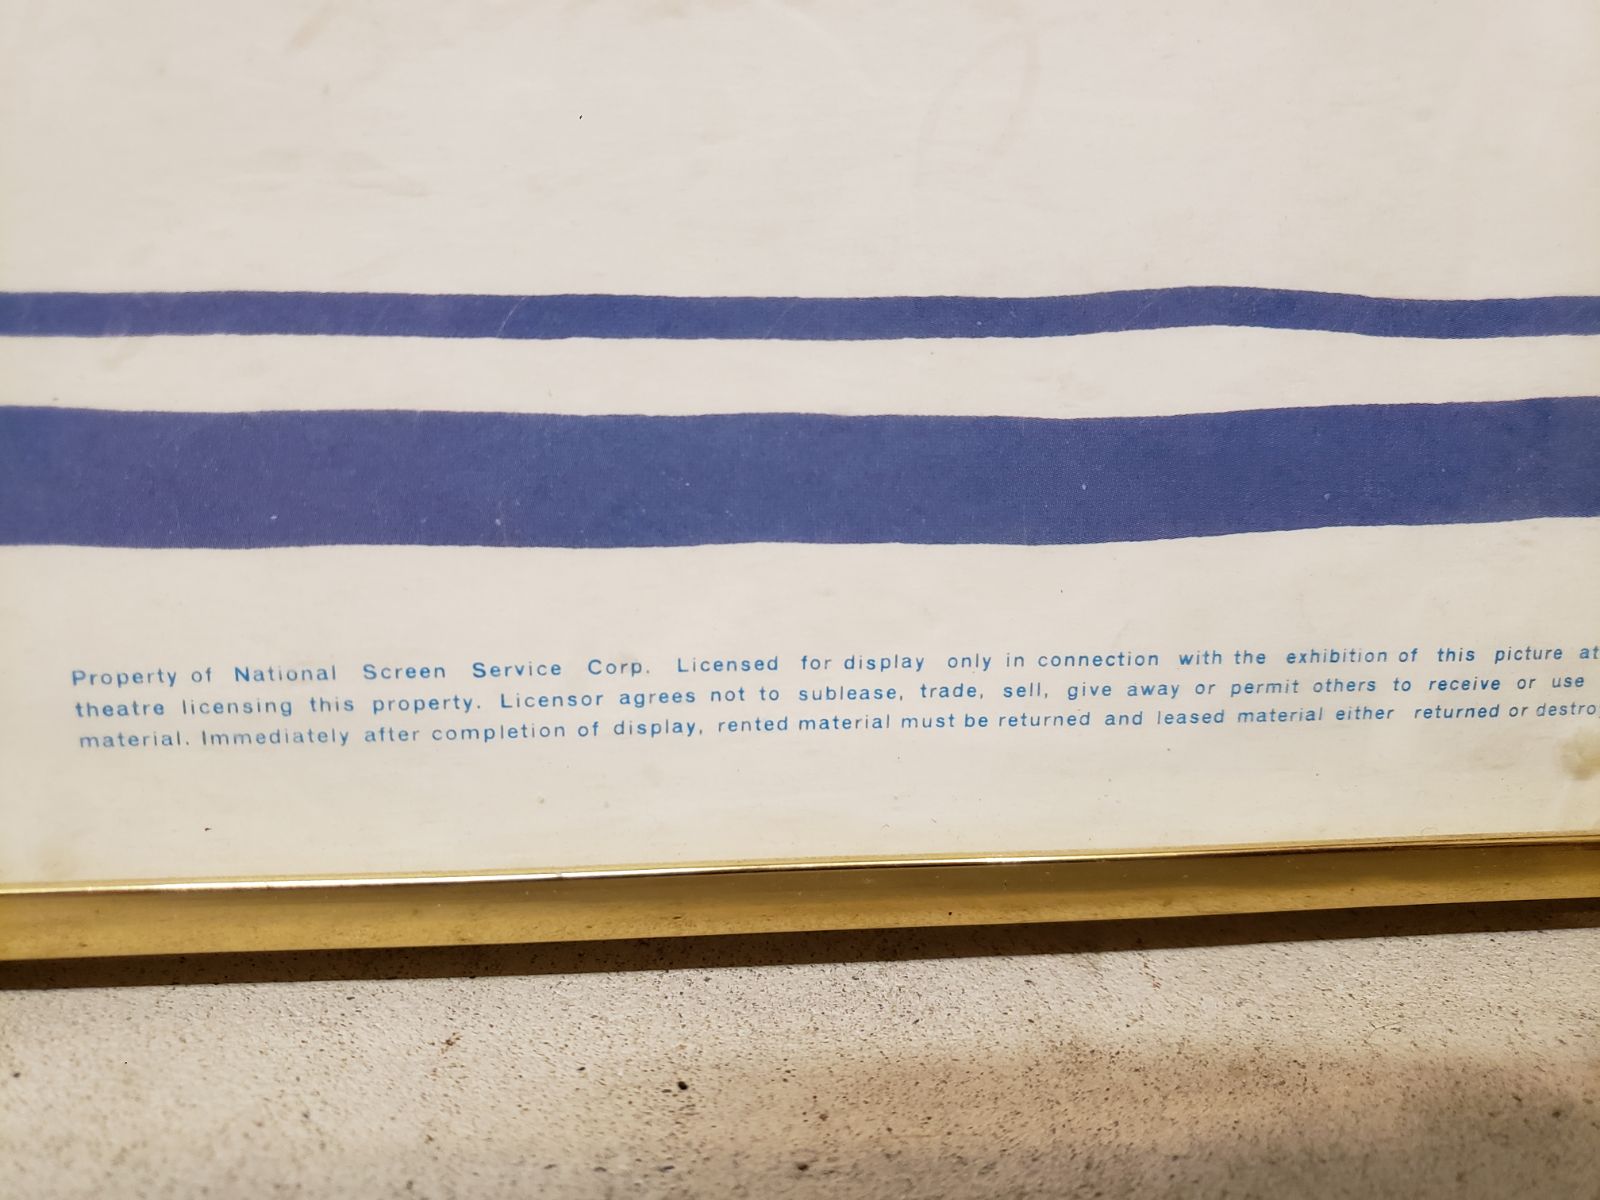 Property of National Screen Service Corp. Licensed for display only in connection with the exhibition of this picture at
theatre licensing this property. Licensor agrees not to sublease, trade, sell, give away or permit others to receive or use
material. Immediately after completion of display, rented material must be returned and leased material either returned or